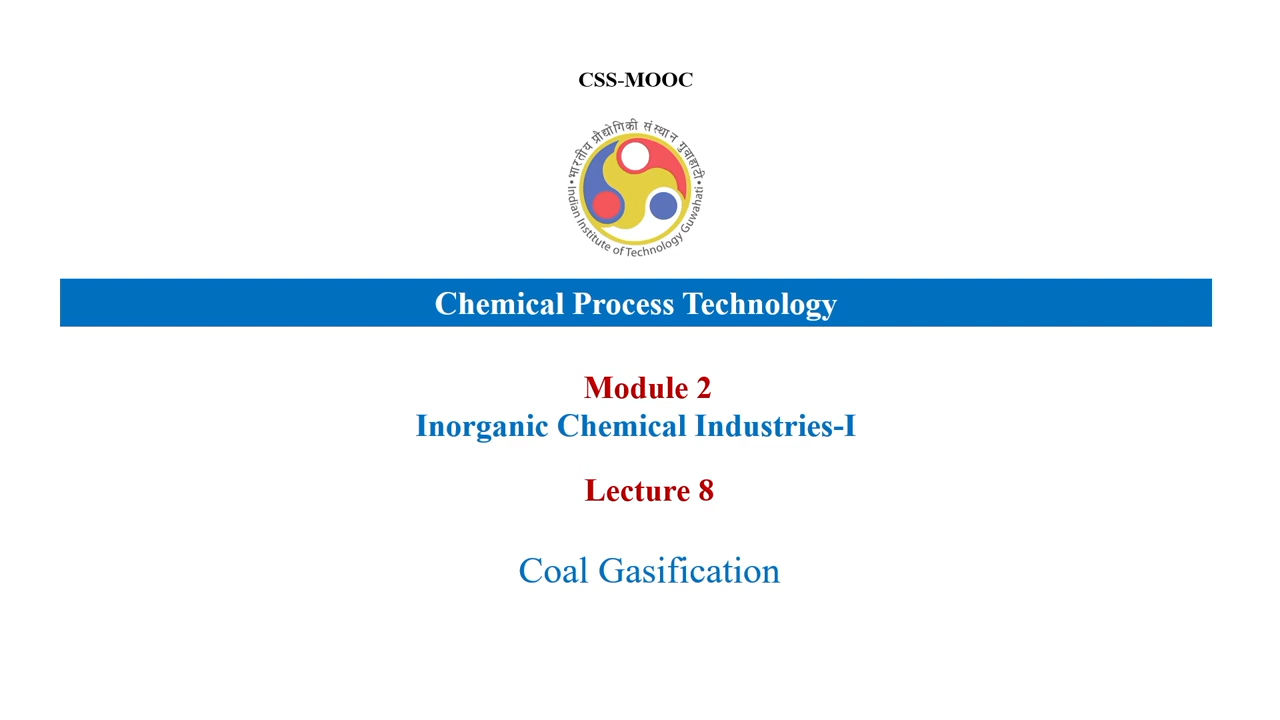 CSS-MOOC
भारतीय प्रौद्योगिकी संस्थान गुवाहाटी
Indian Institute of Technology Guwahati
Chemical Process Technology
Module 2
Inorganic Chemical Industries-I
Lecture 8
Coal Gasification